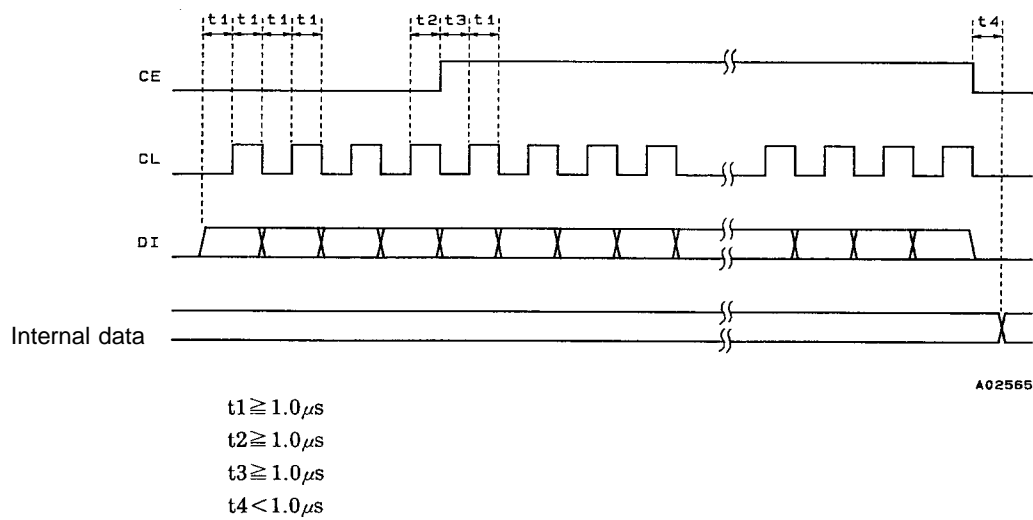 t1 t1 t1 t1 t2 t3 t1 t4
CE
CL
DI
Internal data
A02565
t1≧1.0μs
t2≧1.0μs
t3≧1.0μs
t4<1.0μs